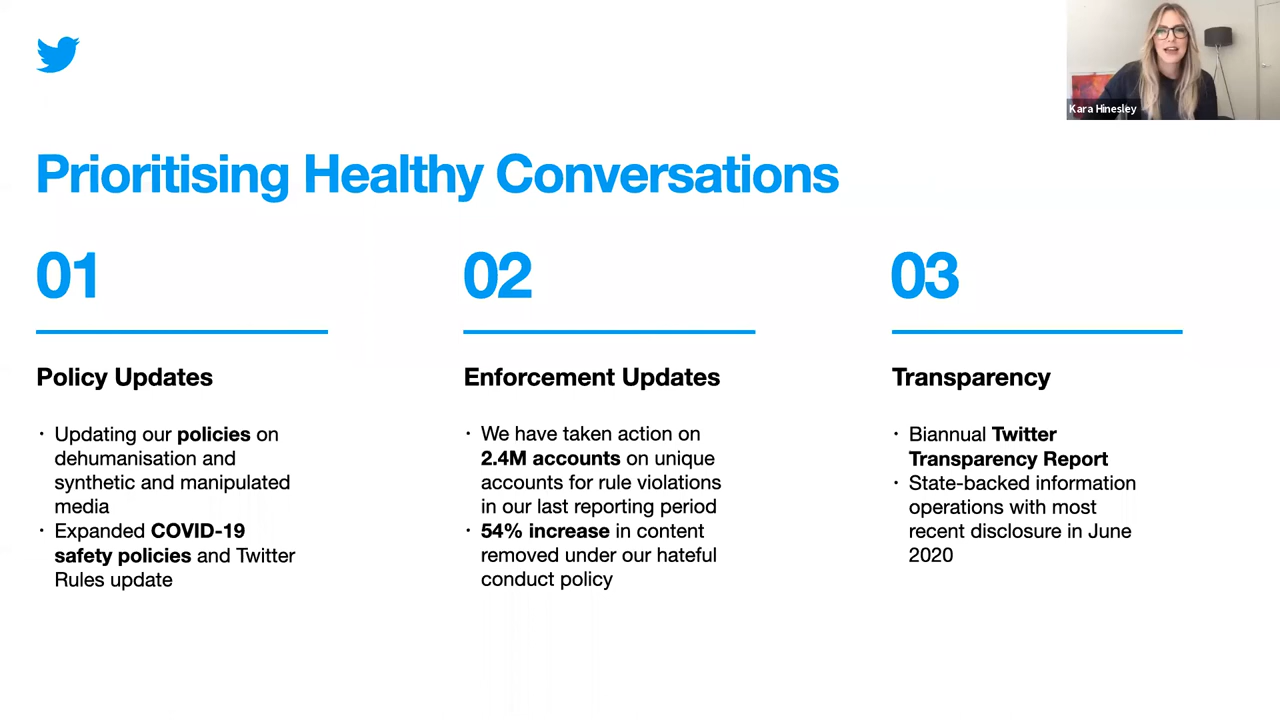 Kara Hinesley
Prioritising Healthy Conversations
01
Policy Updates
· Updating our policies on
dehumanisation and
synthetic and manipulated
media
· Expanded COVID-19
safety policies and Twitter
Rules update
02
Enforcement Updates
· We have taken action on
2.4M accounts on unique
accounts for rule violations
in our last reporting period
· 54% increase in content
removed under our hateful
conduct policy
03
Transparency
· Biannual Twitter
Transparency Report
· State-backed information
operations with most
recent disclosure in June
2020